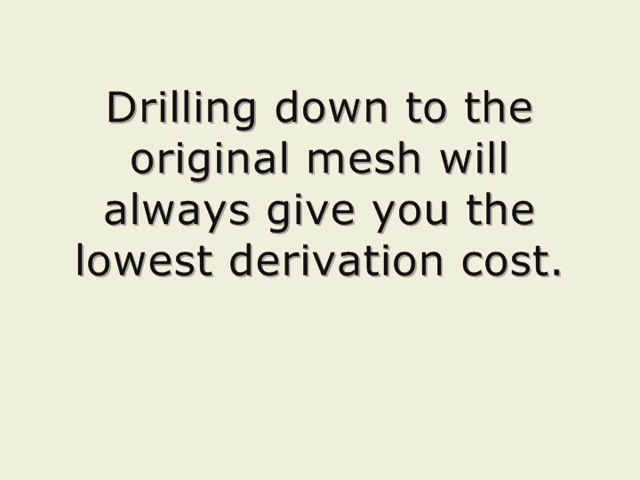 Drilling down to the
original mesh will
always give you the
lowest derivation cost.